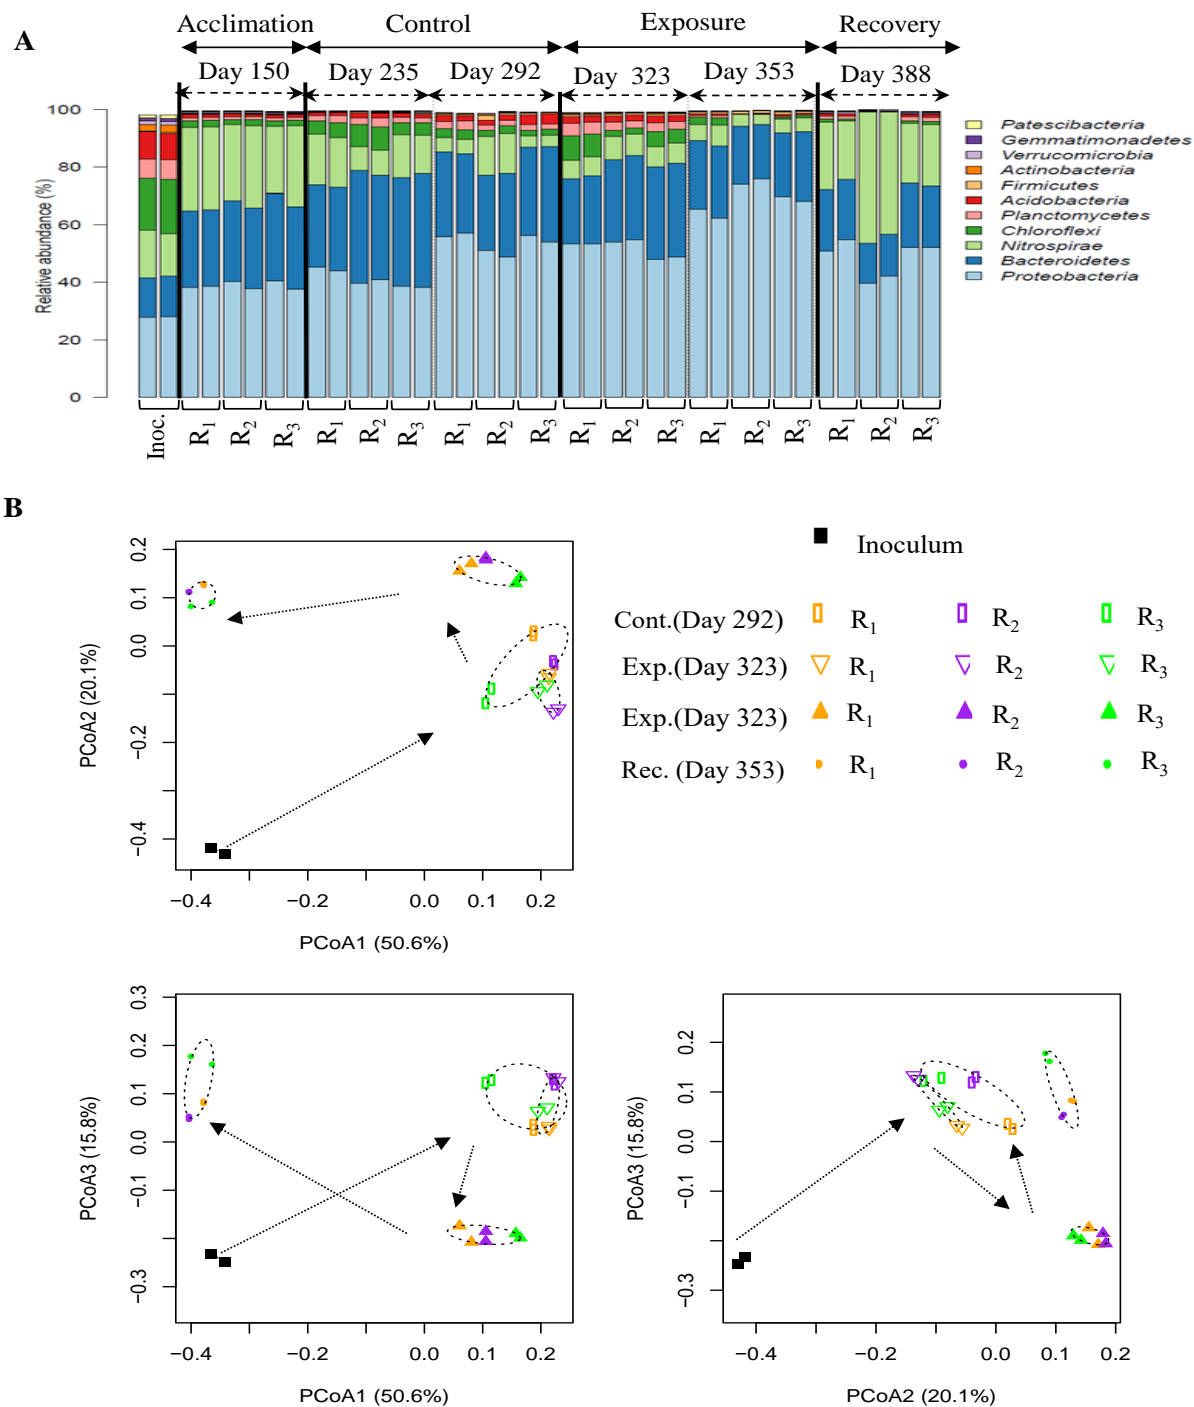 A
Acclimation Control Exposure Recovery
Day 150 Day 235 Day 292 Day 323 Day 353 Day 388
Relative abundance (%)
100
80
60
40
20
0
Patescibacteria
Gemmatimonadetes
Verrucomicrobia
Actinobacteria
Firmicutes
Acidobacteria
Planctomycetes
Chloroflexi
Nitrospirae
Bacteroidetes
Proteobacteria
Inoc. R1 R2 R3 R1 R2 R3 R1 R2 R3 R1 R2 R3 R1 R2 R3 R1 R2 R3
B
PCoA2 (20.1%)
0.2
0.1
0.0
−0.2
−0.4
−0.4 −0.2 0.0 0.1 0.2
PCoA1 (50.6%)
Inoculum
Cont.(Day 292) R1 R2 R3
Exp.(Day 323) R1 R2 R3
Exp.(Day 323) R1 R2 R3
Rec. (Day 353) R1 R2 R3
PCoA3 (15.8%)
0.3
0.2
0.1
0.0
−0.1
−0.3
−0.4 −0.2 0.0 0.1 0.2
PCoA1 (50.6%)
PCoA3 (15.8%)
0.2
0.1
0.0
−0.1
−0.3
−0.4 −0.2 0.0 0.1 0.2
PCoA2 (20.1%)